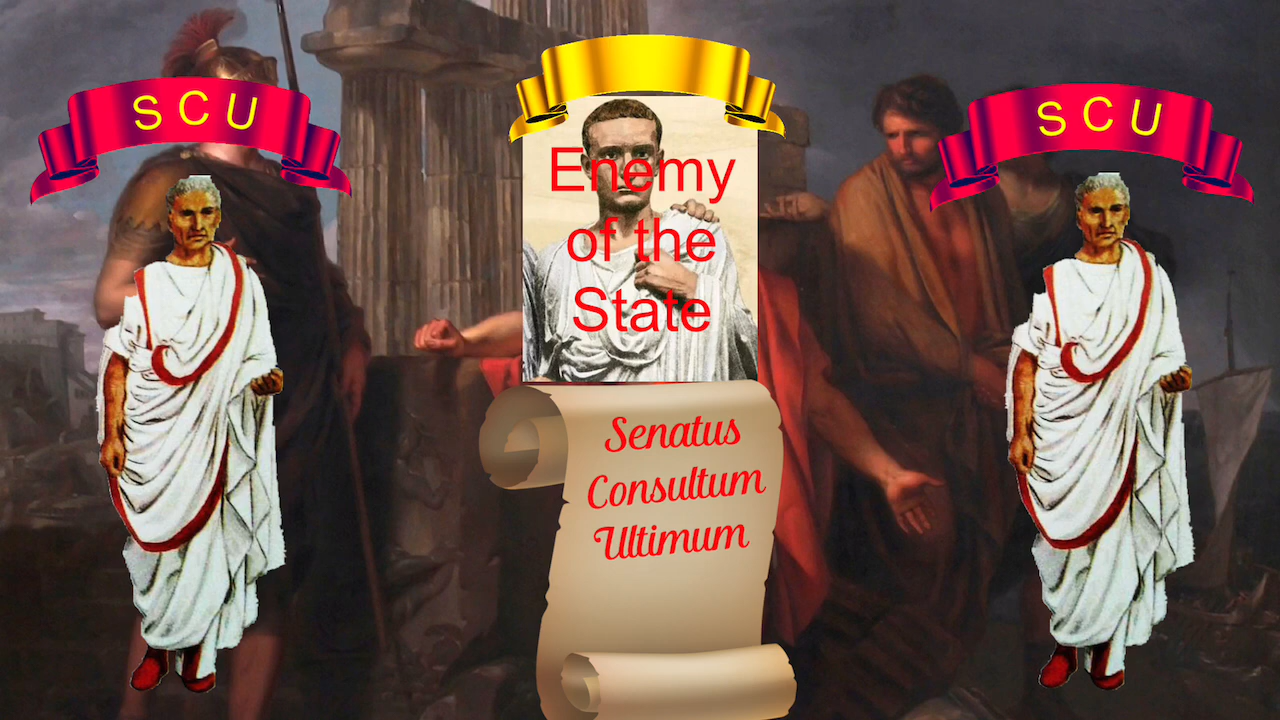 S C U
Enemy
of the
State
S C U
Senatus
Consultum
Ultimum